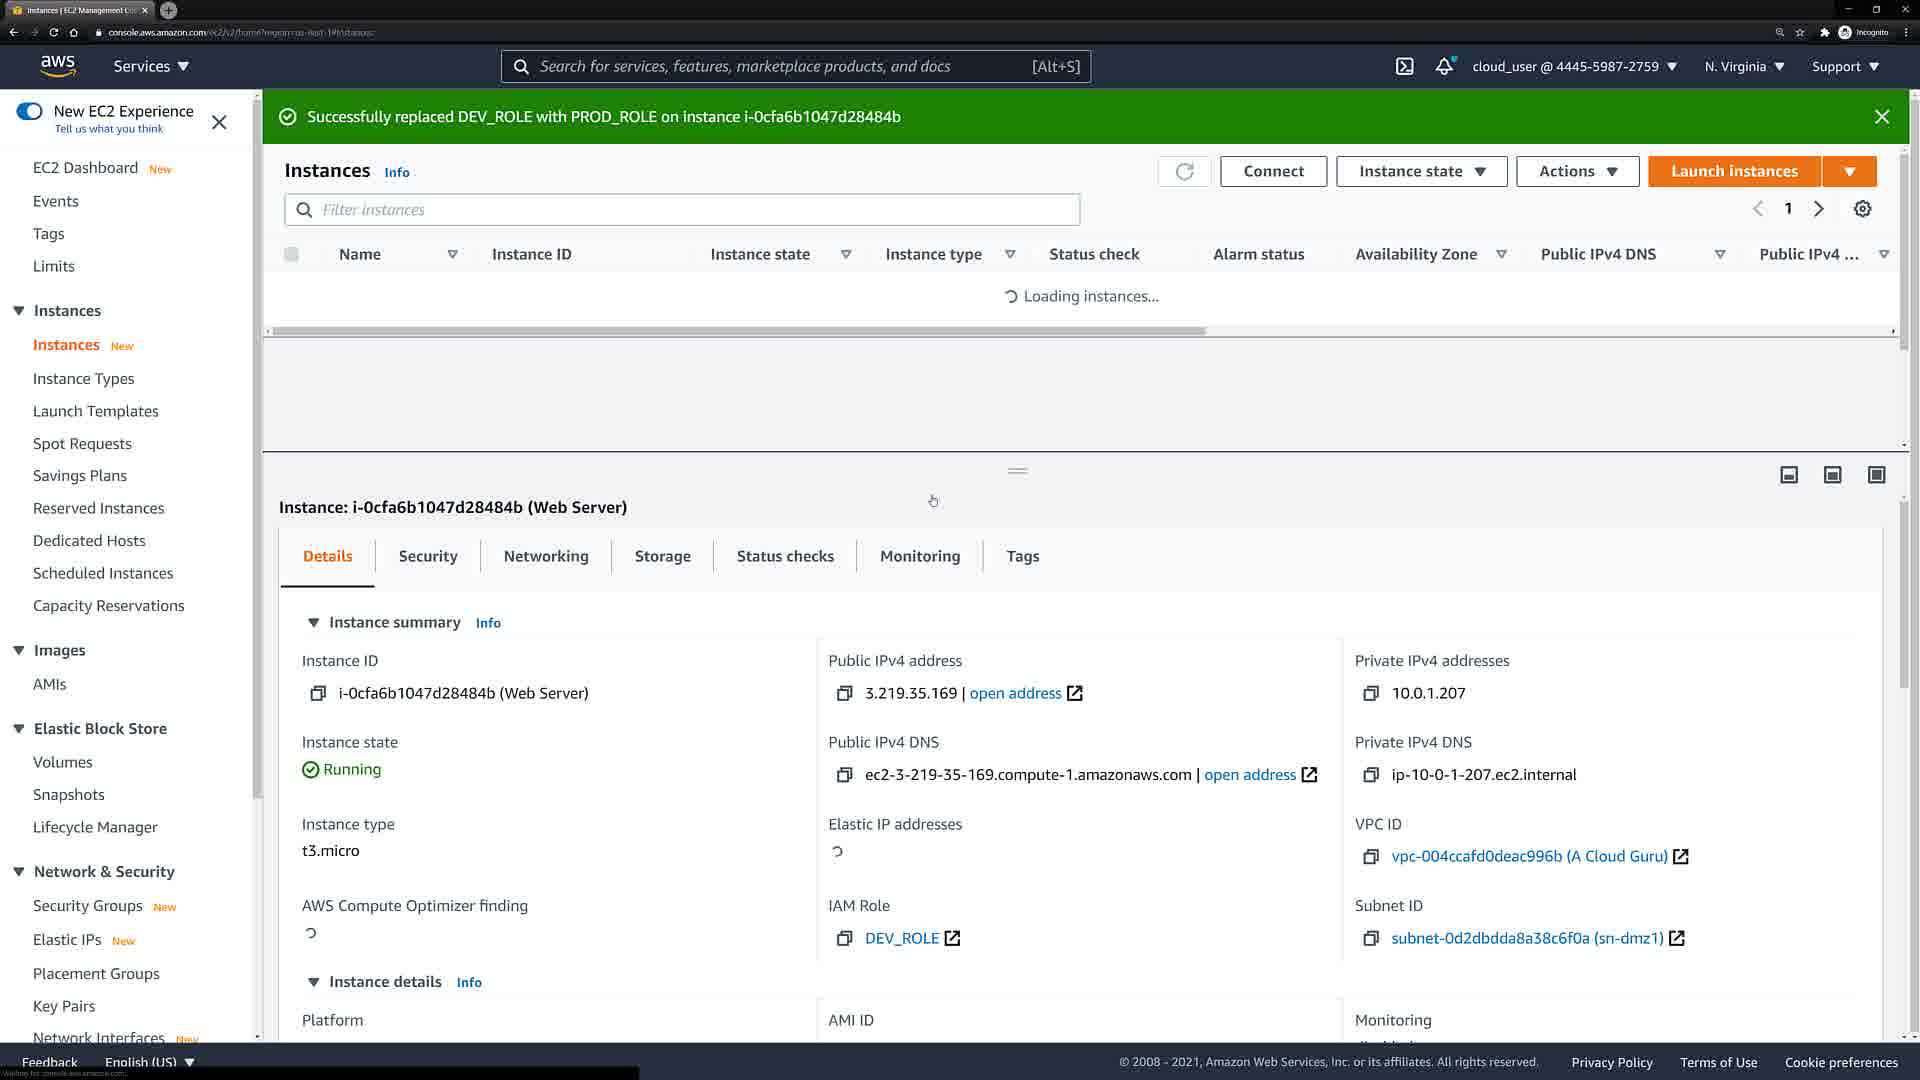 Instances | EC2 Management Con
console.aws.amazon.com/ec2/v2/home?region=us-east-1#Instances:
Incognito
aws
Services
Search for services, features, marketplace products, and docs
[Alt+S]
cloud_user @ 4445-5987-2759
N. Virginia
Support
New EC2 Experience
Tell us what you think
EC2 Dashboard New
Events
Tags
Limits
Instances
Instances New
Instance Types
Launch Templates
Spot Requests
Savings Plans
Reserved Instances
Dedicated Hosts
Scheduled Instances
Capacity Reservations
Images
AMIs
Elastic Block Store
Volumes
Snapshots
Lifecycle Manager
Network & Security
Security Groups New
Elastic IPs New
Placement Groups
Key Pairs
Network Interfaces New
Successfully replaced DEV_ROLE with PROD_ROLE on instance i-0cfa6b1047d28484b
Instances Info
Connect
Instance state
Actions
Launch instances
Filter instances
1
Name
Instance ID
Instance state
Instance type
Status check
Alarm status
Availability Zone
Public IPv4 DNS
Public IPv4 ...
Loading instances...
Instance: i-0cfa6b1047d28484b (Web Server)
Details
Security
Networking
Storage
Status checks
Monitoring
Tags
Instance summary Info
Instance ID
i-0cfa6b1047d28484b (Web Server)
Public IPv4 address
3.219.35.169 | open address
Private IPv4 addresses
10.0.1.207
Instance state
Running
Public IPv4 DNS
ec2-3-219-35-169.compute-1.amazonaws.com | open address
Private IPv4 DNS
ip-10-0-1-207.ec2.internal
Instance type
t3.micro
Elastic IP addresses
VPC ID
vpc-004ccafd0deac996b (A Cloud Guru)
AWS Compute Optimizer finding
IAM Role
DEV_ROLE
Subnet ID
subnet-0d2dbdda8a38c6f0a (sn-dmz1)
Instance details Info
Platform
AMI ID
Monitoring
Feedback
English (US)
© 2008 - 2021, Amazon Web Services, Inc. or its affiliates. All rights reserved.
Privacy Policy
Terms of Use
Cookie preferences
Waiting for console.aws.amazon.com...